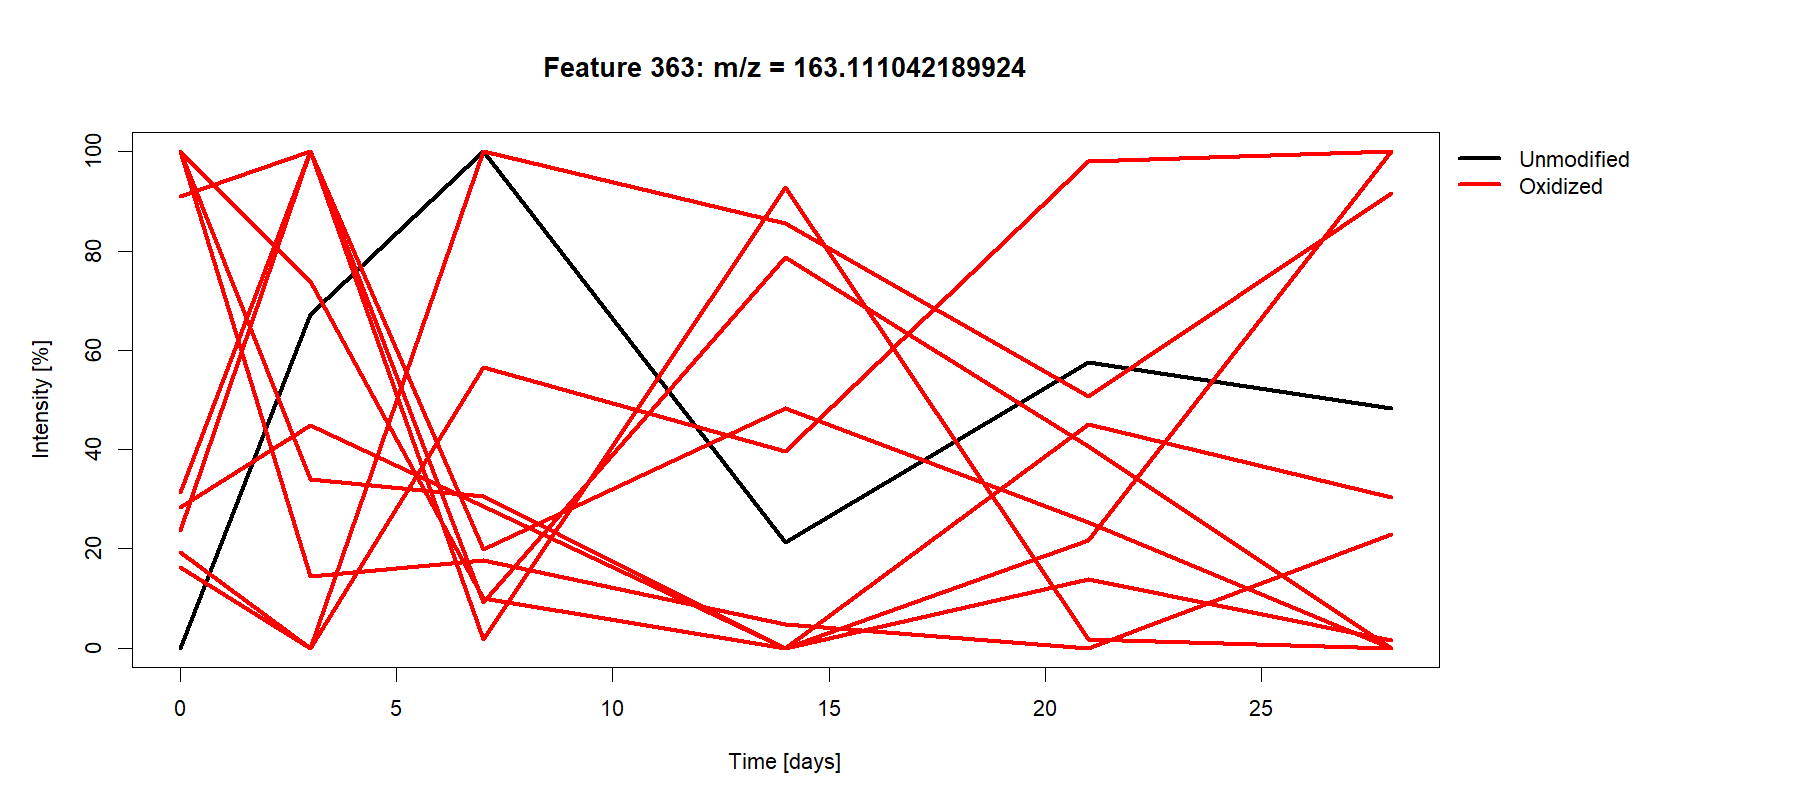 Feature 363: m/z = 163.111042189924
Unmodified
Oxidized
Intensity [%]
100
80
60
40
20
0
0 5 10 15 20 25
Time [days]